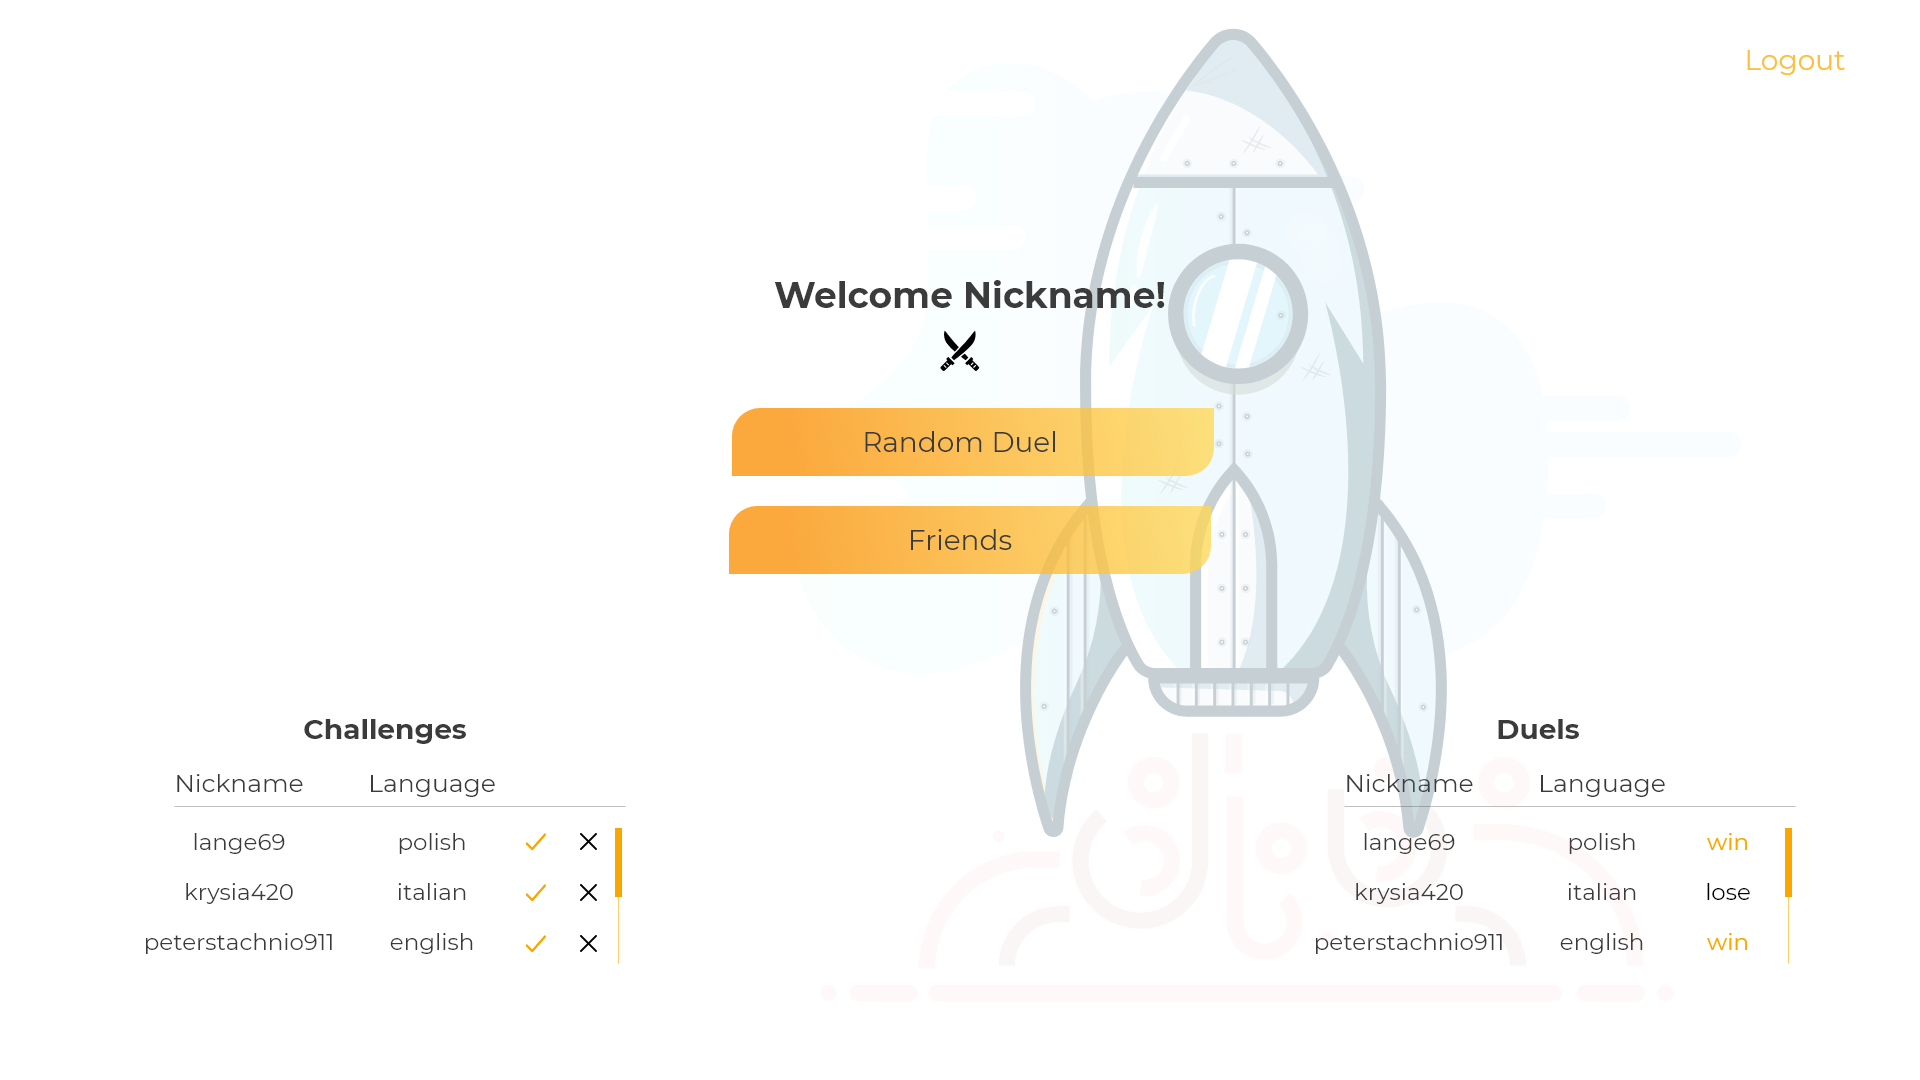 Logout
Welcome Nickname!
Random Duel
Friends
Challenges
Nickname Language
lange69 polish
krysia420 italian
peterstachnio911 english
Duels
Nickname Language
lange69 polish win
krysia420 italian lose
peterstachnio911 english win